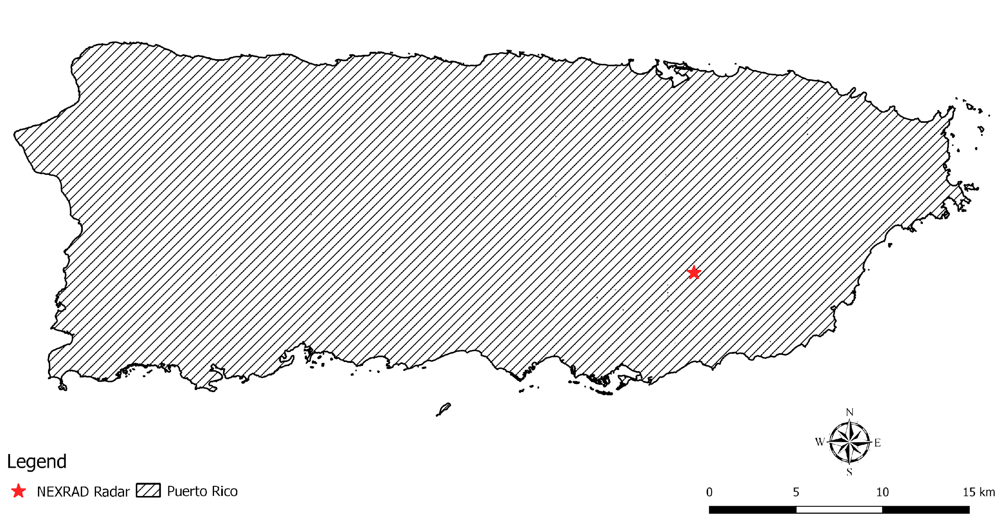 N
W E
S
Legend
NEXRAD Radar Puerto Rico
0 5 10 15 km